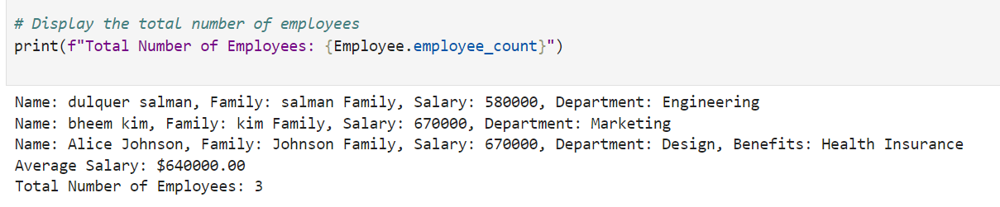 # Display the total number of employees
print(f"Total Number of Employees: {Employee.employee_count}")
Name: dulquer salman, Family: salman Family, Salary: 580000, Department: Engineering
Name: bheem kim, Family: kim Family, Salary: 670000, Department: Marketing
Name: Alice Johnson, Family: Johnson Family, Salary: 670000, Department: Design, Benefits: Health Insurance
Average Salary: $640000.00
Total Number of Employees: 3